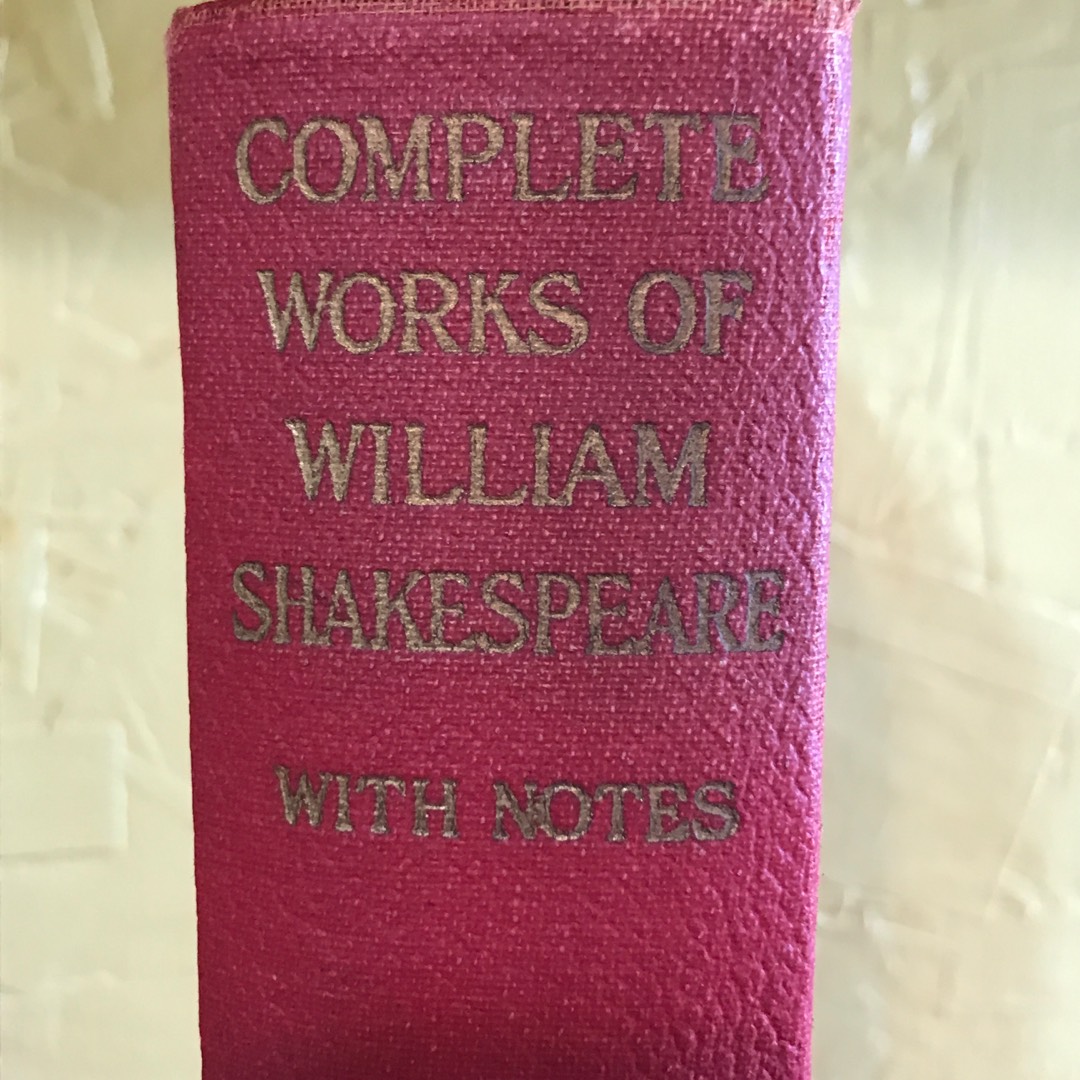 COMPLETE
WORKS OF
WILLIAM
SHAKESPEARE
WITH NOTES